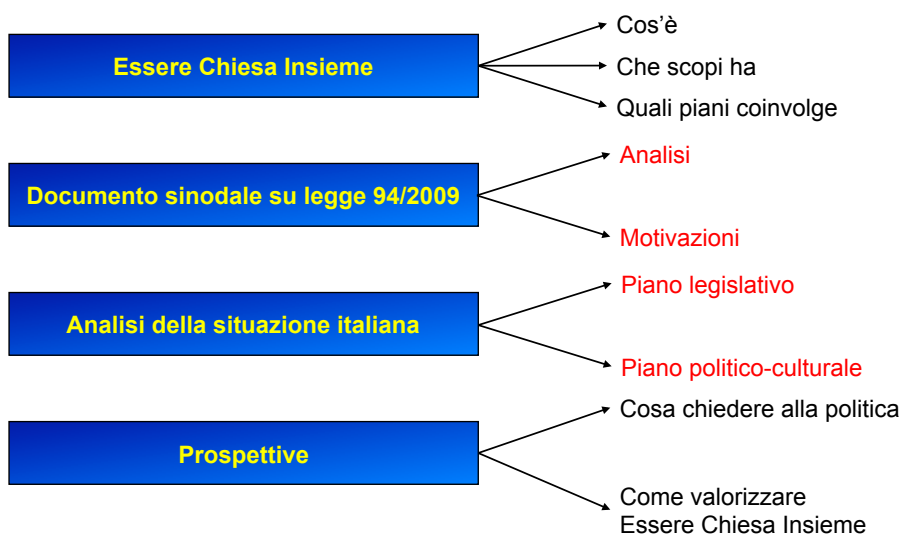 Essere Chiesa Insieme
Cos’è
Che scopi ha
Quali piani coinvolge
Documento sinodale su legge 94/2009
Analisi
Motivazioni
Analisi della situazione italiana
Piano legislativo
Piano politico-culturale
Prospettive
Cosa chiedere alla politica
Come valorizzare
Essere Chiesa Insieme